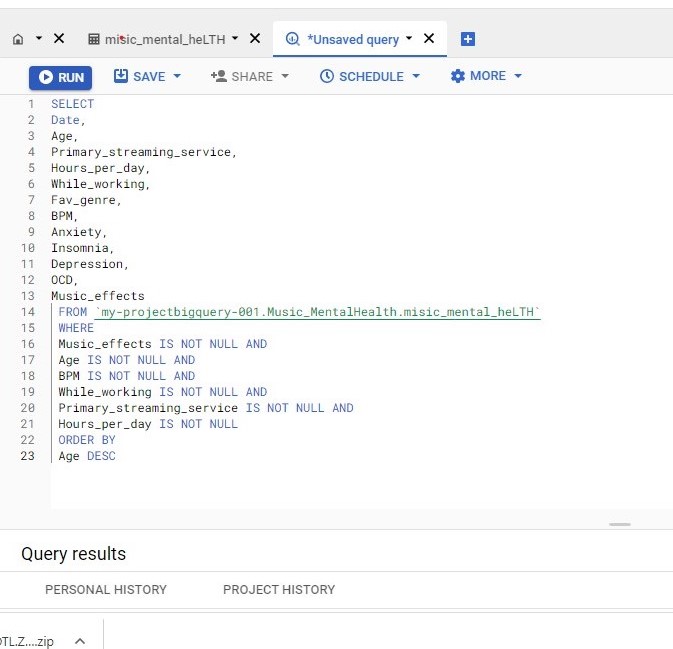 misic_mental_heLTH
*Unsaved query
RUN SAVE SHARE SCHEDULE MORE
1 SELECT
2 Date,
3 Age,
4 Primary_streaming_service,
5 Hours_per_day,
6 While_working,
7 Fav_genre,
8 BPM,
9 Anxiety,
10 Insomnia,
11 Depression,
12 OCD,
13 Music_effects
14 FROM `my-projectbigquery-001.Music_MentalHealth.misic_mental_heLTH`
15 WHERE
16 Music_effects IS NOT NULL AND
17 Age IS NOT NULL AND
18 BPM IS NOT NULL AND
19 While_working IS NOT NULL AND
20 Primary_streaming_service IS NOT NULL AND
21 Hours_per_day IS NOT NULL
22 ORDER BY
23 Age DESC
Query results
PERSONAL HISTORY PROJECT HISTORY
TL.Z....zip